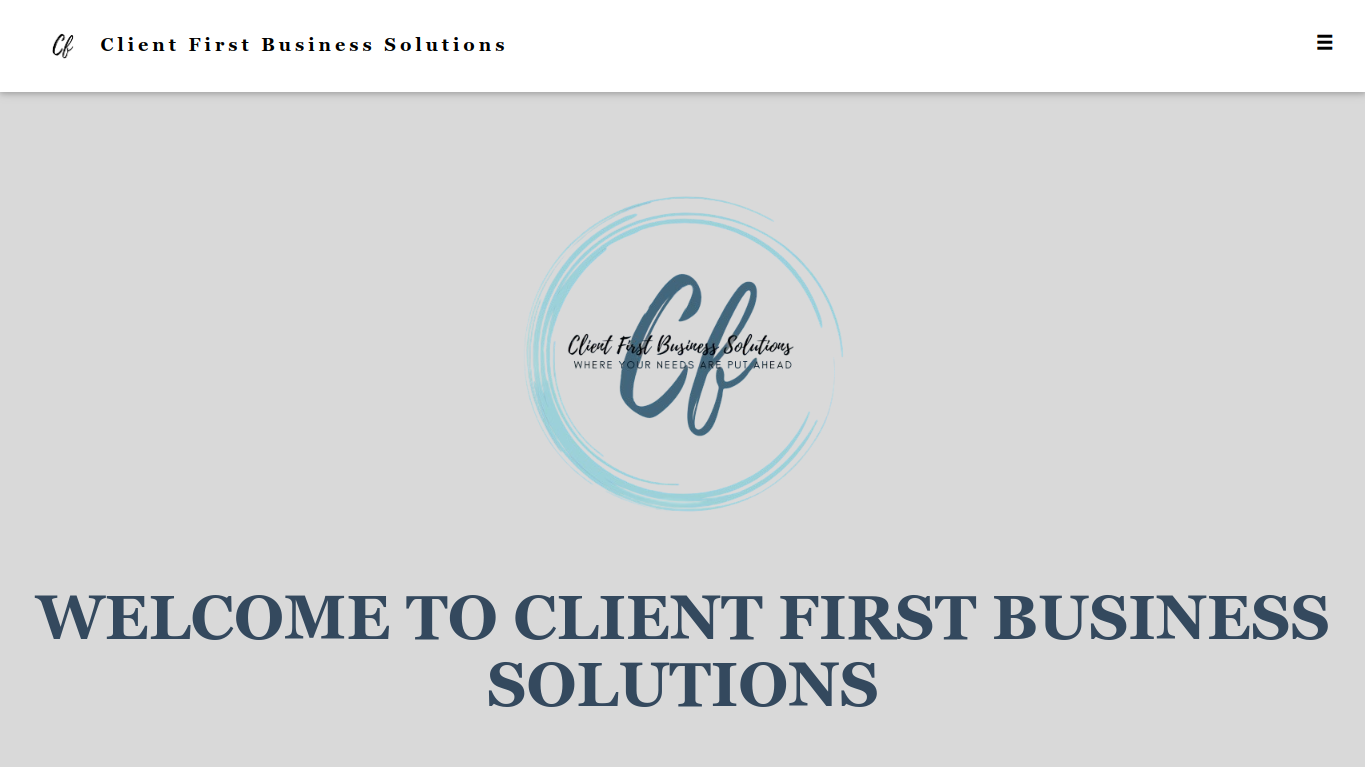 Cf Client First Business Solutions
Cf
Client First Business Solutions
WHERE YOUR NEEDS ARE PUT AHEAD
WELCOME TO CLIENT FIRST BUSINESS
SOLUTIONS